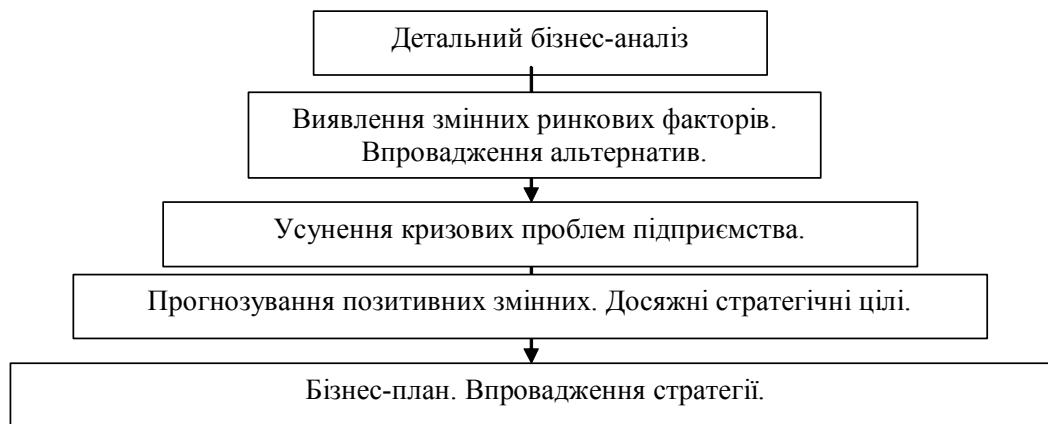 Детальний бізнес-аналіз
Виявлення змінних ринкових факторів.
Впровадження альтернатив.
Усунення кризових проблем підприємства.
Прогнозування позитивних змінних. Досяжні стратегічні цілі.
Бізнес-план. Впровадження стратегії.